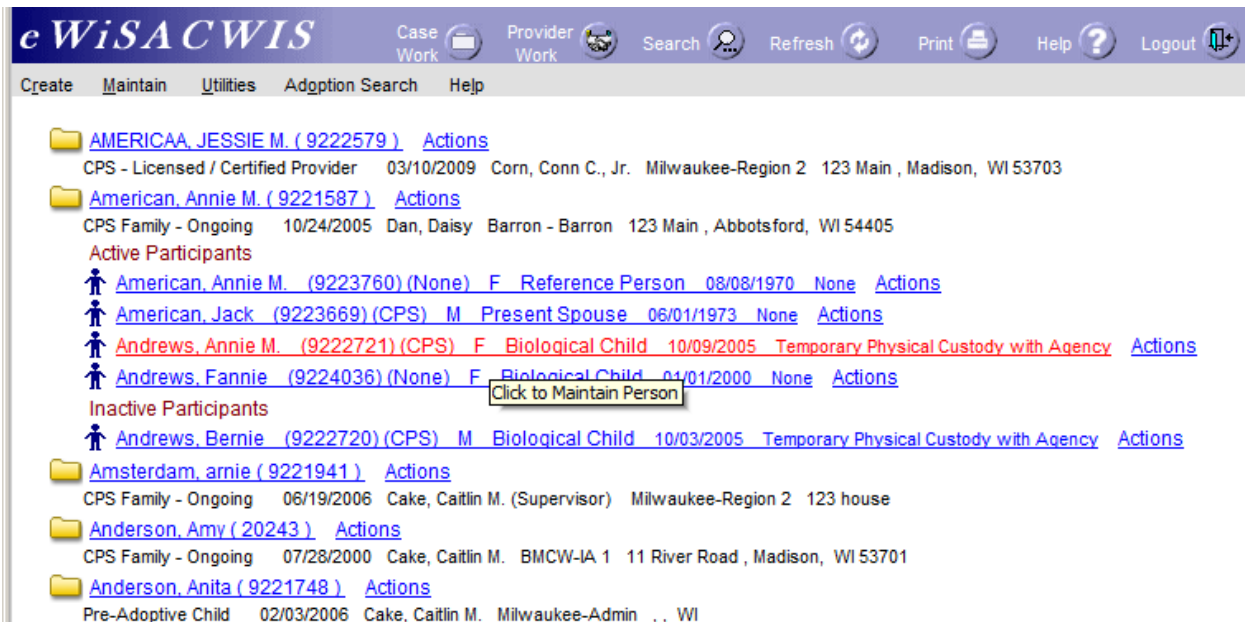 e WiSACWIS Case Work Provider Work Search Refresh Print Help Logout
Create Maintain Utilities Adoption Search Help
AMERICAA, JESSIE M. ( 9222579 ) Actions
CPS - Licensed / Certified Provider 03/10/2009 Corn, Conn C., Jr. Milwaukee-Region 2 123 Main , Madison, WI 53703
American, Annie M. ( 9221587 ) Actions
CPS Family - Ongoing 10/24/2005 Dan, Daisy Barron - Barron 123 Main , Abbotsford, WI 54405
Active Participants
American, Annie M. (9223760) (None) F Reference Person 08/08/1970 None Actions
American, Jack (9223669) (CPS) M Present Spouse 06/01/1973 None Actions
Andrews, Annie M. (9222721) (CPS) F Biological Child 10/09/2005 Temporary Physical Custody with Agency Actions
Andrews, Fannie (9224036) (None) F Biological Child 01/01/2000 None Actions
Click to Maintain Person
Inactive Participants
Andrews, Bernie (9222720) (CPS) M Biological Child 10/03/2005 Temporary Physical Custody with Agency Actions
Amsterdam, arnie ( 9221941 ) Actions
CPS Family - Ongoing 06/19/2006 Cake, Caitlin M. (Supervisor) Milwaukee-Region 2 123 house
Anderson, Amy ( 20243 ) Actions
CPS Family - Ongoing 07/28/2000 Cake, Caitlin M. BMCW-IA 1 11 River Road , Madison, WI 53701
Anderson, Anita ( 9221748 ) Actions
Pre-Adoptive Child 02/03/2006 Cake, Caitlin M. Milwaukee-Admin , , WI